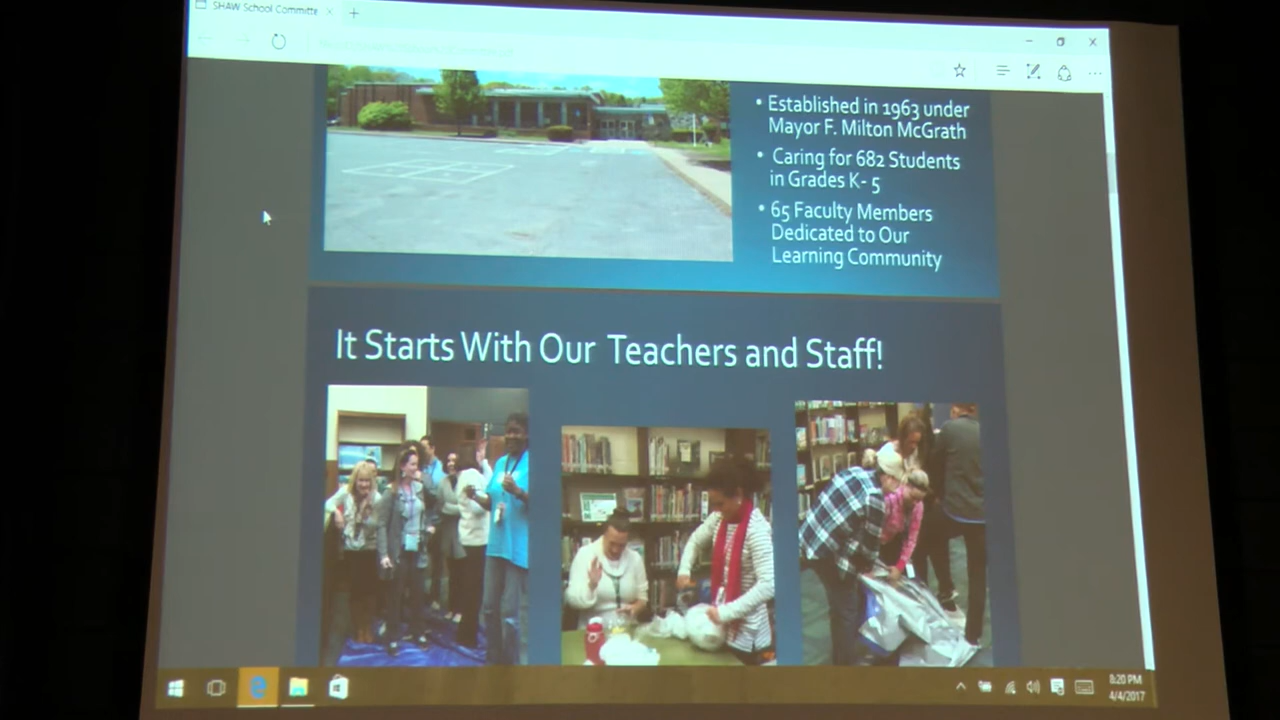 SHAW School Committe
• Established in 1963 under
Mayor F. Milton McGrath
• Caring for 682 Students
in Grades K- 5
• 65 Faculty Members
Dedicated to Our
Learning Community
It Starts With Our Teachers and Staff!
8:20 PM
4/4/2017